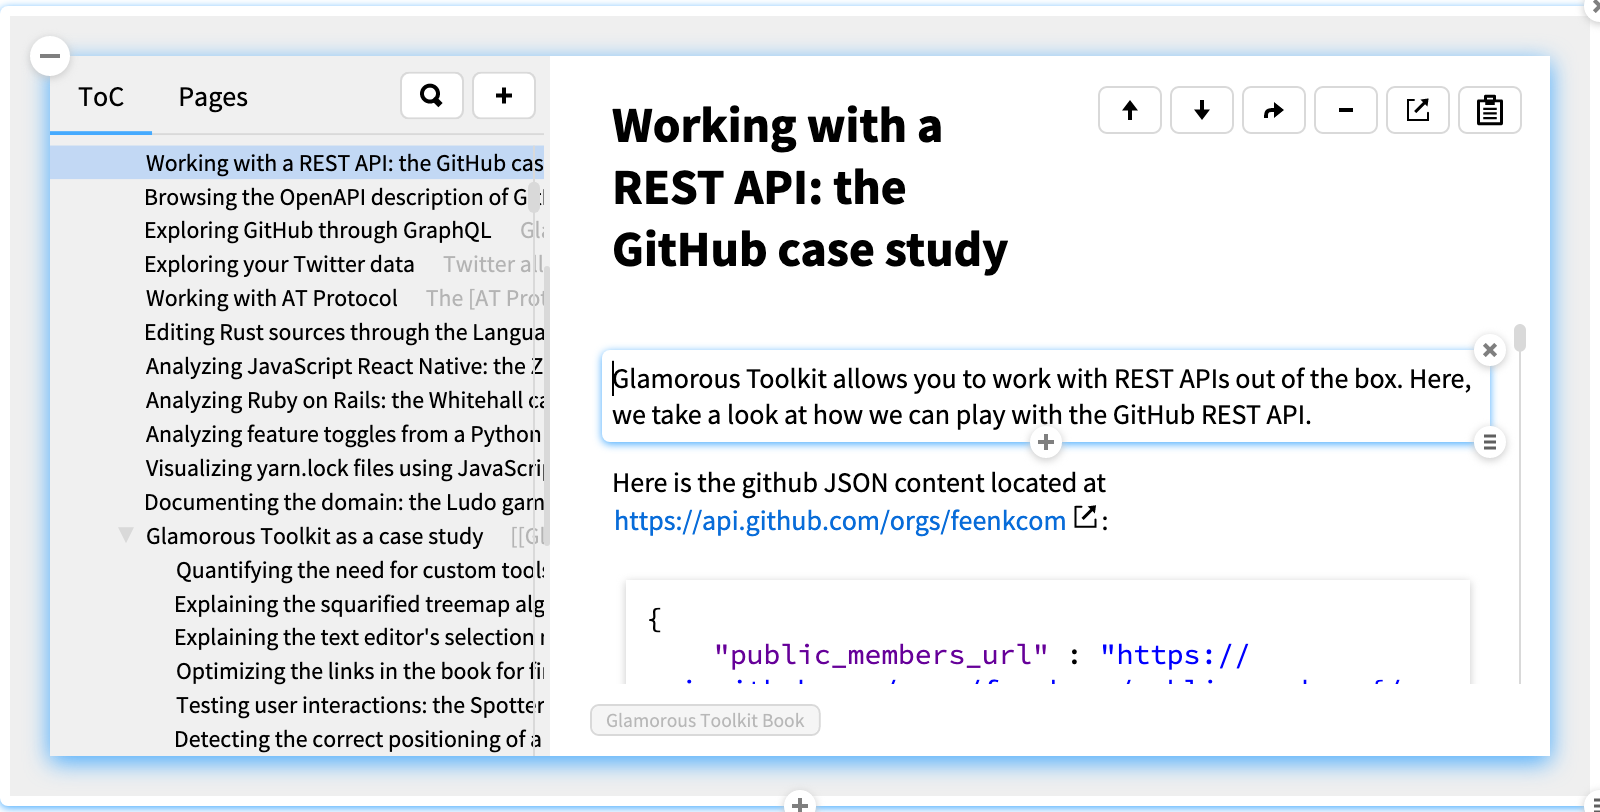 ToC Pages
Working with a REST API: the GitHub cas
Browsing the OpenAPI description of G
Exploring GitHub through GraphQL
Exploring your Twitter data Twitter all
Working with AT Protocol The [AT Prot
Editing Rust sources through the Langua
Analyzing JavaScript React Native: the Z
Analyzing Ruby on Rails: the Whitehall ca
Analyzing feature toggles from a Python
Visualizing yarn.lock files using JavaScrip
Documenting the domain: the Ludo gam
Glamorous Toolkit as a case study [[Gl
Quantifying the need for custom tools
Explaining the squarified treemap alg
Explaining the text editor's selection
Optimizing the links in the book for fi
Testing user interactions: the Spotter
Detecting the correct positioning of a
Working with a
REST API: the
GitHub case study
Glamorous Toolkit allows you to work with REST APIs out of the box. Here,
we take a look at how we can play with the GitHub REST API.
Here is the github JSON content located at
https://api.github.com/orgs/feenkcom :
{
"public_members_url" : "https://
Glamorous Toolkit Book